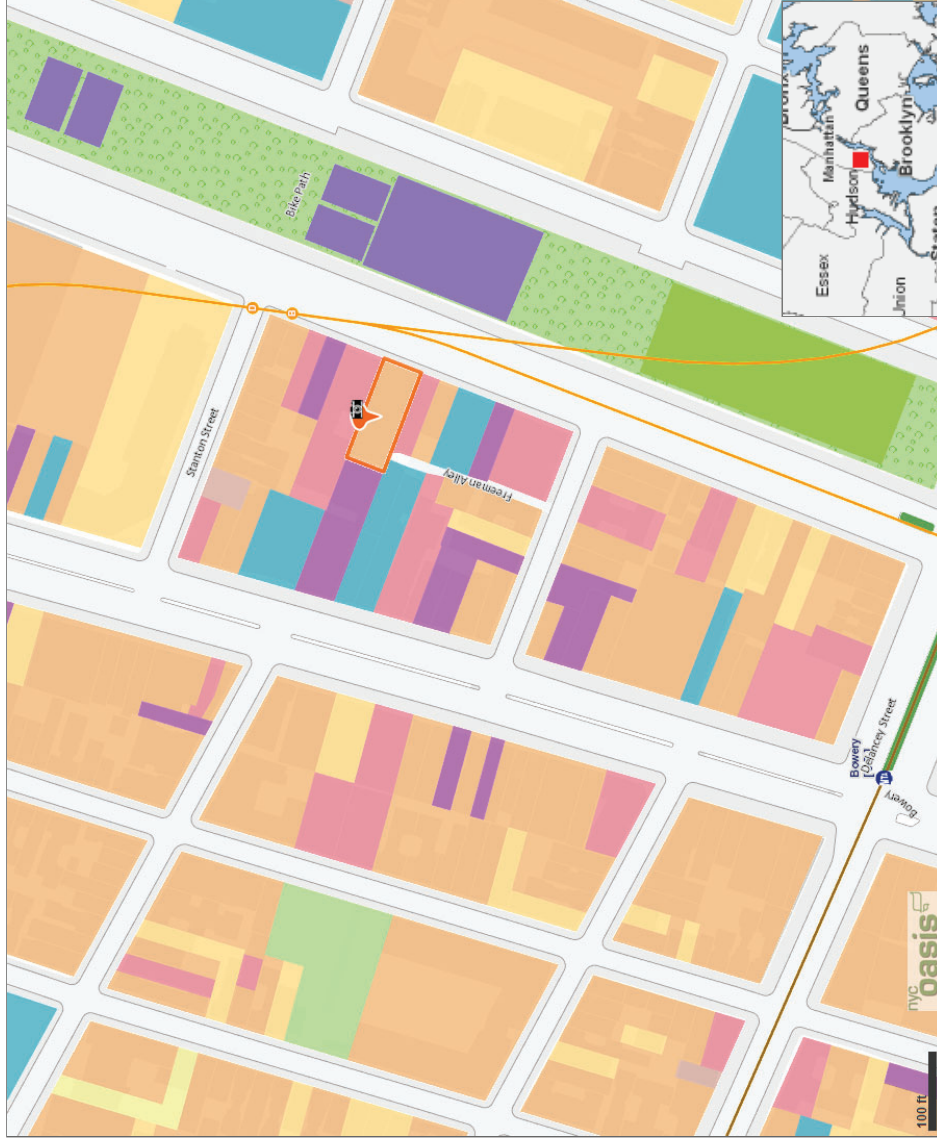 Bike Path
Stanton Street
Freeman Alley
Bowery
Delancey Street
Bowery
nyc
oasis
100 ft
Bronx
Manhattan
Queens
Hudson
Brooklyn
Essex
Union
Staten